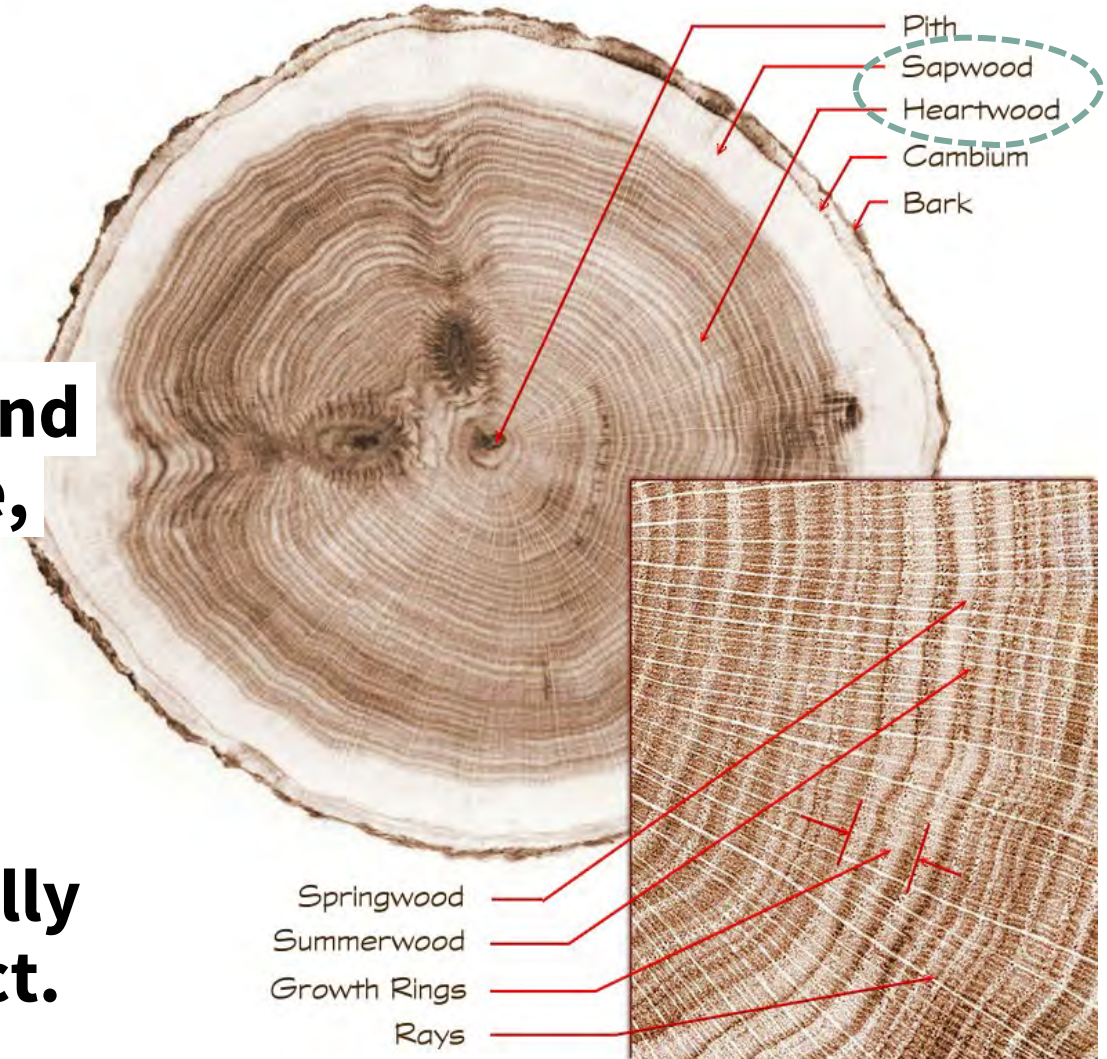 Pith
Sapwood
Heartwood
Cambium
Bark
nd
e,
lly
ct.
Springwood
Summerwood
Growth Rings
Rays